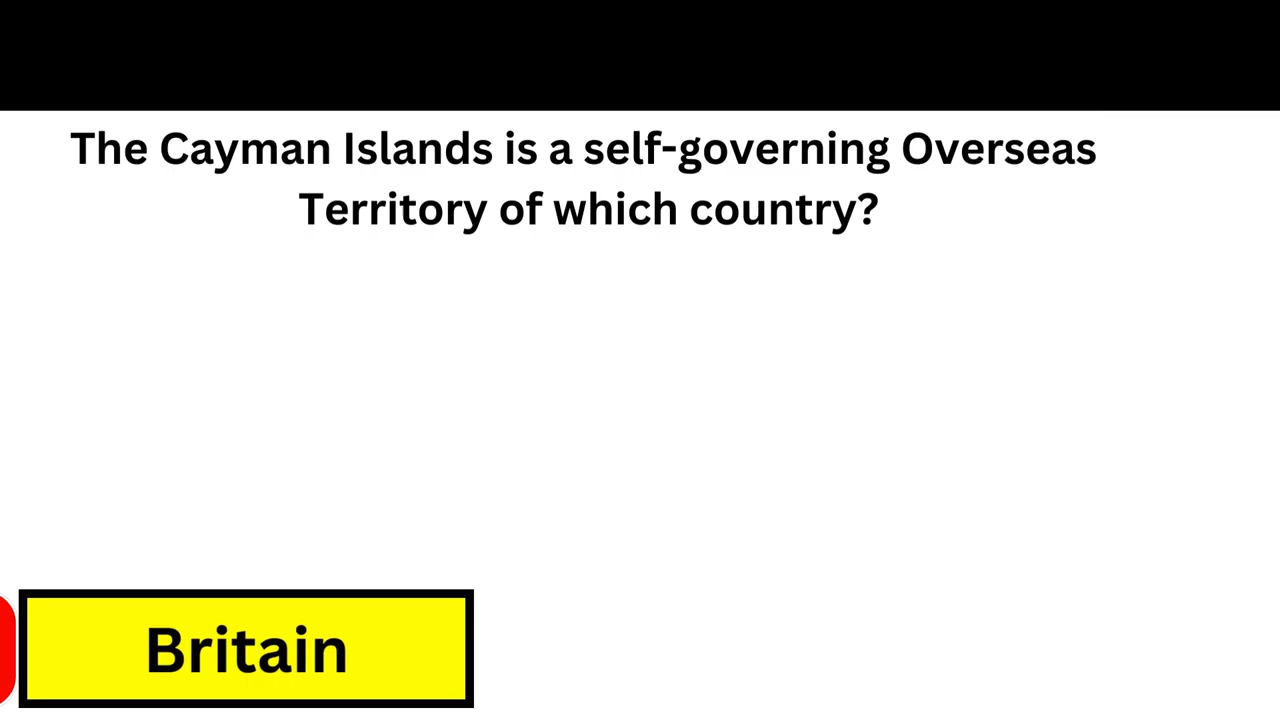 The Cayman Islands is a self-governing Overseas
Territory of which country?
Britain